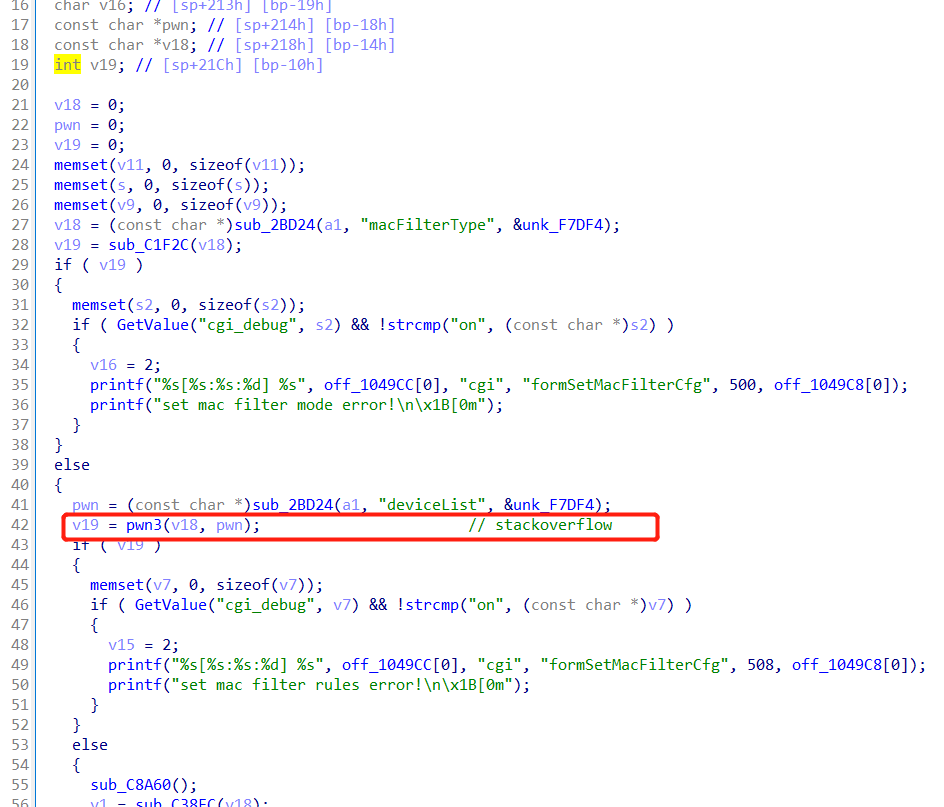 16 char v16; // [sp+213h] [bp-19h]
17 const char *pwn; // [sp+214h] [bp-18h]
18 const char *v18; // [sp+218h] [bp-14h]
19 int v19; // [sp+21Ch] [bp-10h]
20
21 v18 = 0;
22 pwn = 0;
23 v19 = 0;
24 memset(v11, 0, sizeof(v11));
25 memset(s, 0, sizeof(s));
26 memset(v9, 0, sizeof(v9));
27 v18 = (const char *)sub_2BD24(a1, "macFilterType", &unk_F7DF4);
28 v19 = sub_C1F2C(v18);
29 if ( v19 )
30 {
31 memset(s2, 0, sizeof(s2));
32 if ( GetValue("cgi_debug", s2) && !strcmp("on", (const char *)s2) )
33 {
34 v16 = 2;
35 printf("%s[%s:%s:%d] %s", off_1049CC[0], "cgi", "formSetMacFilterCfg", 500, off_1049C8[0]);
36 printf("set mac filter mode error!\n\x1B[0m");
37 }
38 }
39 else
40 {
41 pwn = (const char *)sub_2BD24(a1, "deviceList", &unk_F7DF4);
42 v19 = pwn3(v18, pwn); // stackoverflow
43 if ( v19 )
44 {
45 memset(v7, 0, sizeof(v7));
46 if ( GetValue("cgi_debug", v7) && !strcmp("on", (const char *)v7) )
47 {
48 v15 = 2;
49 printf("%s[%s:%s:%d] %s", off_1049CC[0], "cgi", "formSetMacFilterCfg", 508, off_1049C8[0]);
50 printf("set mac filter rules error!\n\x1B[0m");
51 }
52 }
53 else
54 {
55 sub_C8A60();
56 v1 = sub_C38EC(v18);